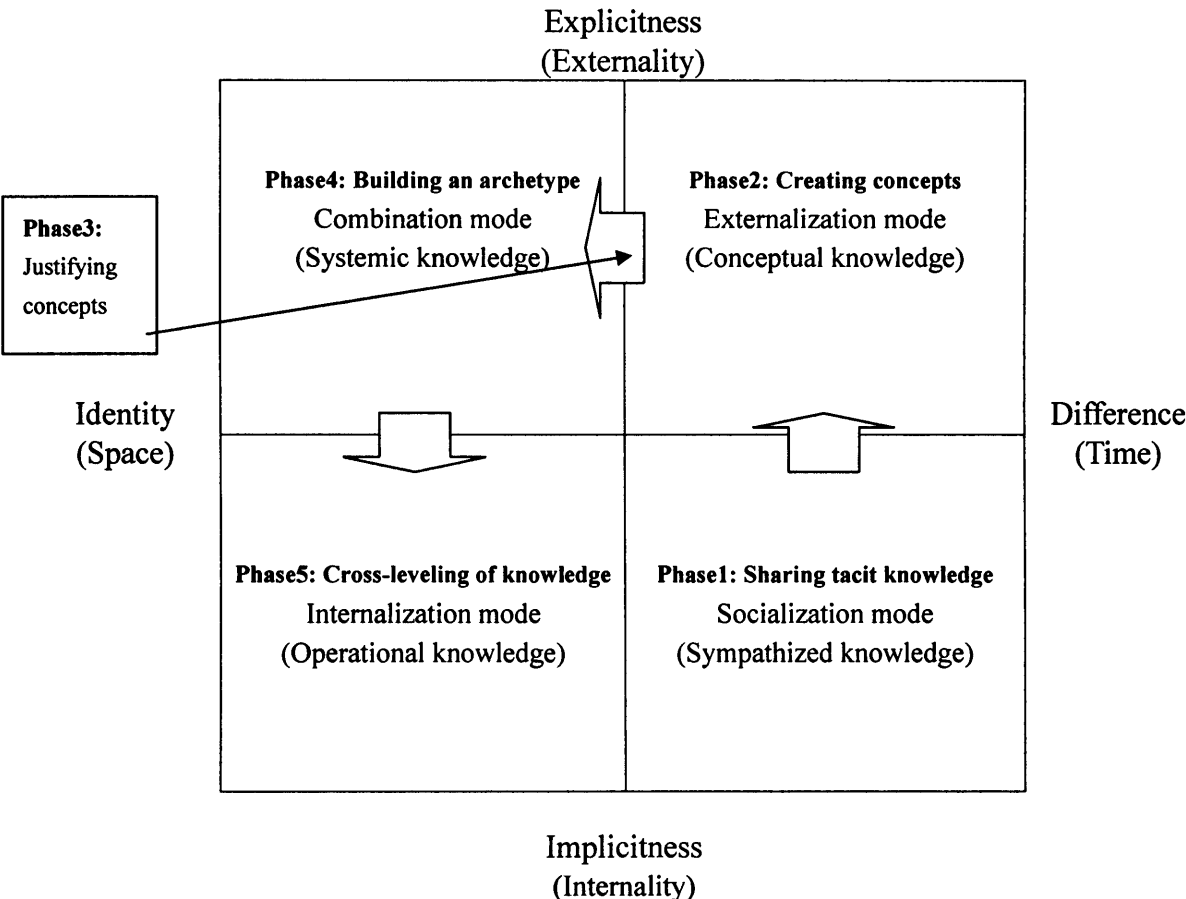 Explicitness
(Externality)
Phase4: Building an archetype
Combination mode
(Systemic knowledge)
Phase2: Creating concepts
Externalization mode
(Conceptual knowledge)
Phase3:
Justifying
concepts
Identity
(Space)
Difference
(Time)
Phase5: Cross-leveling of knowledge
Internalization mode
(Operational knowledge)
Phase1: Sharing tacit knowledge
Socialization mode
(Sympathized knowledge)
Implicitness
(Internality)